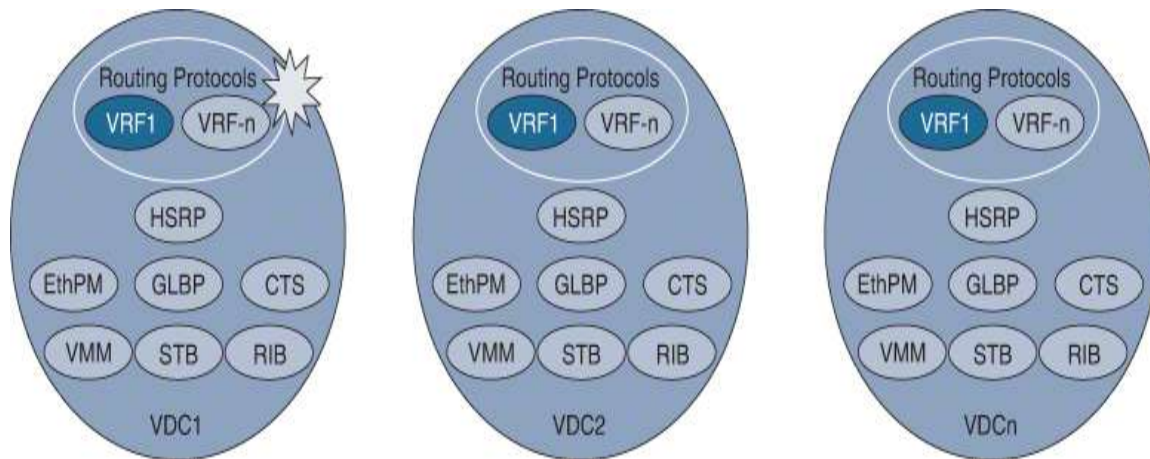 Routing Protocols
VRF1 VRF-n
HSRP
EthPM GLBP CTS
VMM STB RIB
VDC1
Routing Protocols
VRF1 VRF-n
HSRP
EthPM GLBP CTS
VMM STB RIB
VDC2
Routing Protocols
VRF1 VRF-n
HSRP
EthPM GLBP CTS
VMM STB RIB
VDCn